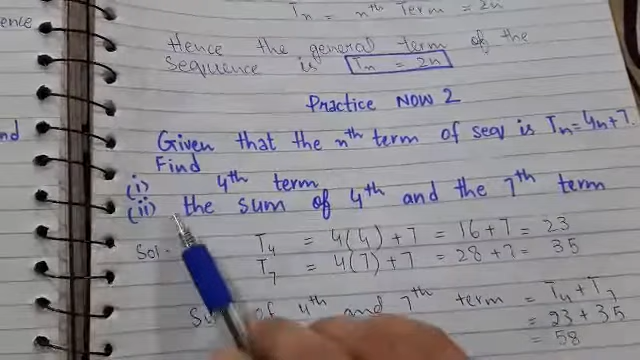 ence
Tn = nth Term = 2n
Hence the general term of the
sequence is Tn = 2n
Practice Now 2
nd
Given that the nth term of seq is Tn=4n+7.
Find
(i) 4th term
(ii) the sum of 4th and the 7th term
Sol. T4 = 4(4)+7 = 16+7 = 23
T7 = 4(7)+7 = 28+7 = 35
4th and 7th term = T4+T7
= 23+35
= 58